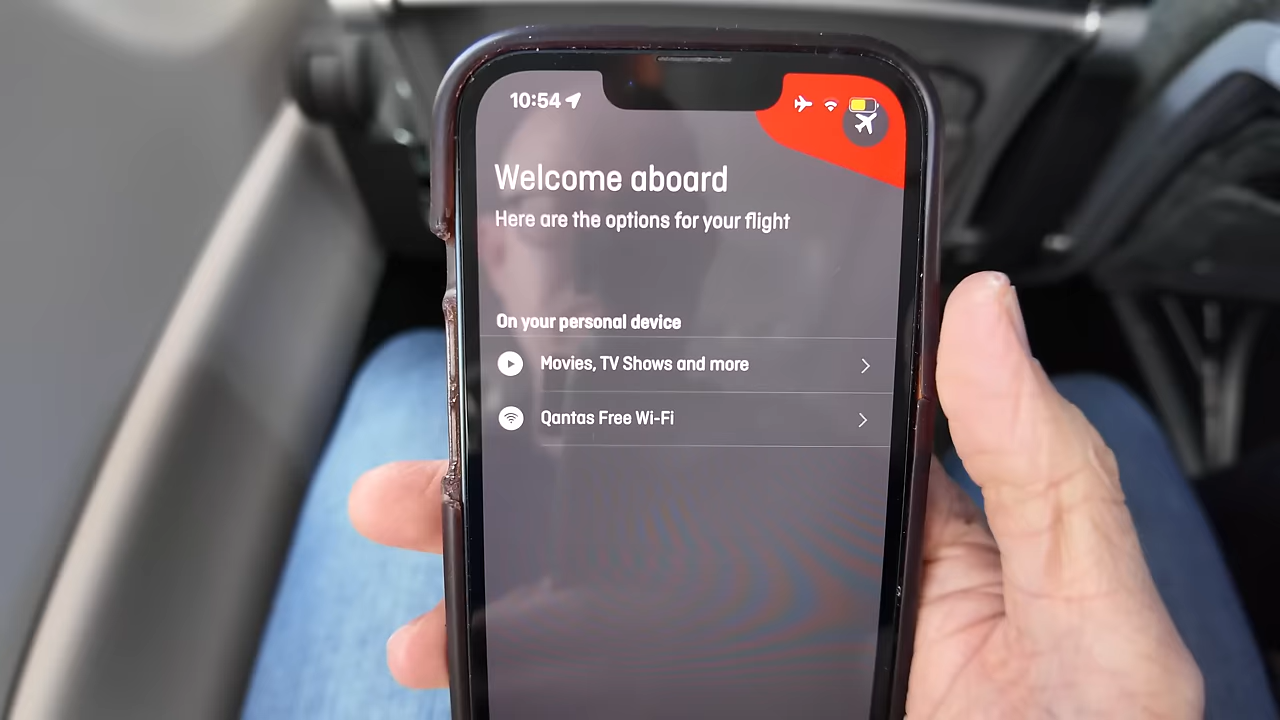 10:54
Welcome aboard
Here are the options for your flight
On your personal device
Movies, TV Shows and more
Qantas Free Wi-Fi